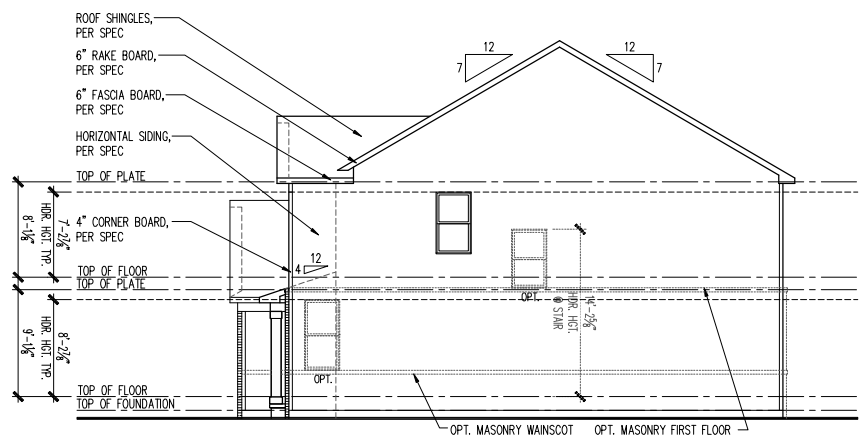 ROOF SHINGLES,
PER SPEC
6" RAKE BOARD,
PER SPEC
6" FASCIA BOARD,
PER SPEC
HORIZONTAL SIDING,
PER SPEC
TOP OF PLATE
4" CORNER BOARD,
PER SPEC
TOP OF FLOOR
TOP OF PLATE
TOP OF FLOOR
TOP OF FOUNDATION
12
7
12
7
12
4
8'-1⅛"
HDR. HGT. TYP.
7'-2⅞"
9'-1⅛"
HDR. HGT. TYP.
8'-2⅞"
OPT.
OPT.
14'-2⅝"
HDR. HGT.
@ STAIR
OPT. MASONRY WAINSCOT
OPT. MASONRY FIRST FLOOR